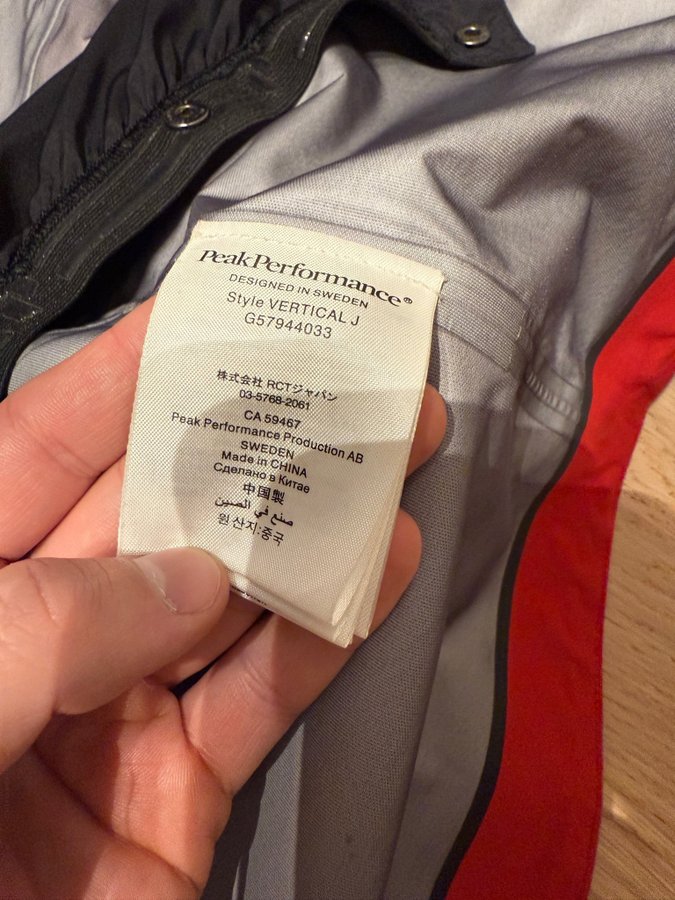 PeakPerformance®
DESIGNED IN SWEDEN
Style VERTICAL J
G57944033
株式会社 RCTジャパン
03-5768-2061
CA 59467
Peak Performance Production AB
SWEDEN
Made in CHINA
Сделано в Китае
中国製
صنع في الصين
원산지:중국